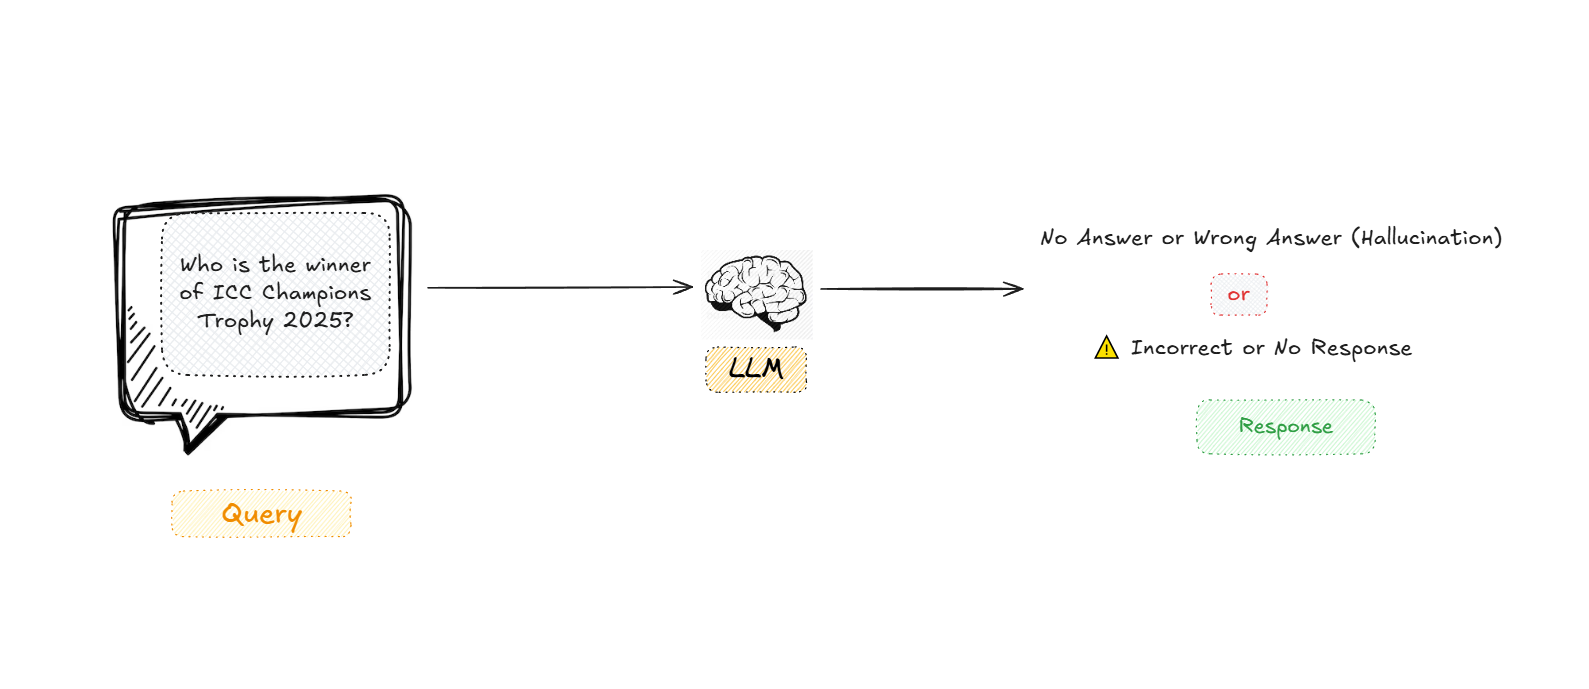 Who is the winner
of ICC Champions
Trophy 2025?
Query
LLM
No Answer or Wrong Answer (Hallucination)
or
⚠ Incorrect or No Response
Response